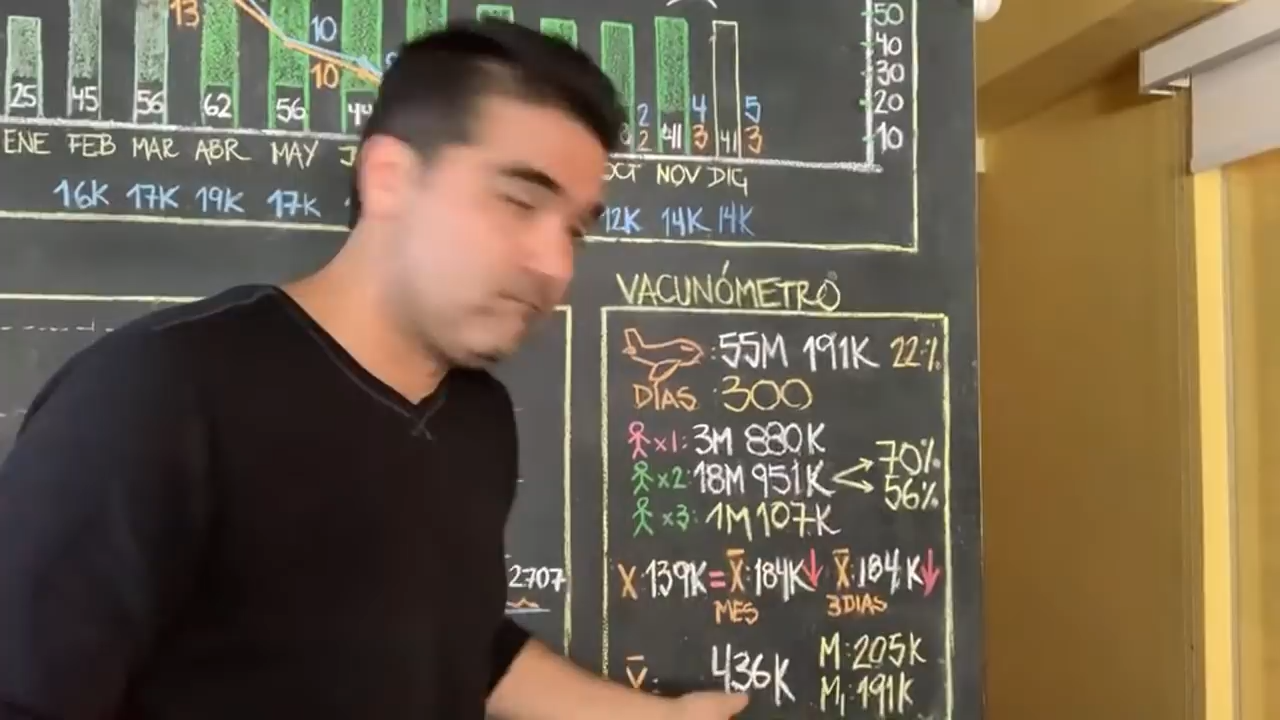 13
10
10
50
40
30
20
10
25 45 56 62 56 44
2 2 41 4 3 41 5 3
ENE FEB MAR ABR MAY J
OCT NOV DIC
16K 17K 19K 17K
12K 14K 14K
VACUNÓMETRO
: 55M 191K 22%
DÍAS : 300
x1: 3M 880K
x2: 18M 951K 70%
56%
x3: 1M 107K
X:139K = X̄:184K↓ X̄:184K↓
MES 3 DIAS
2707
436K M:205K
M₁:191K